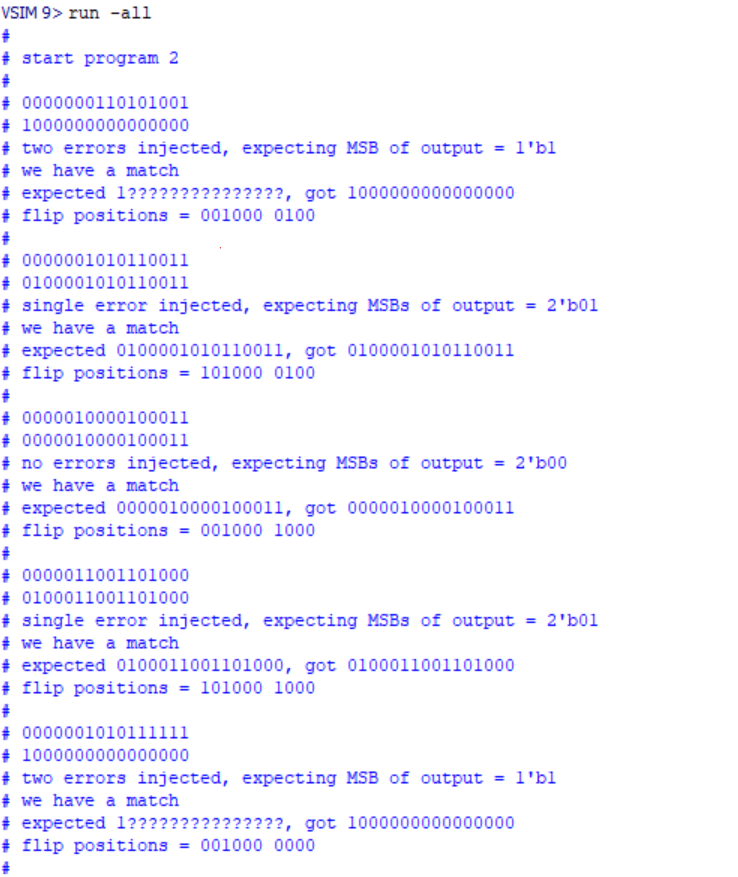 VSIM 9> run -all
#
# start program 2
#
# 0000000110101001
# 1000000000000000
# two errors injected, expecting MSB of output = 1'b1
# we have a match
# expected 1???????????????, got 1000000000000000
# flip positions = 001000 0100
#
# 0000001010110011
# 0100001010110011
# single error injected, expecting MSBs of output = 2'b01
# we have a match
# expected 0100001010110011, got 0100001010110011
# flip positions = 101000 0100
#
# 0000010000100011
# 0000010000100011
# no errors injected, expecting MSBs of output = 2'b00
# we have a match
# expected 0000010000100011, got 0000010000100011
# flip positions = 001000 1000
#
# 0000011001101000
# 0100011001101000
# single error injected, expecting MSBs of output = 2'b01
# we have a match
# expected 0100011001101000, got 0100011001101000
# flip positions = 101000 1000
#
# 0000001010111111
# 1000000000000000
# two errors injected, expecting MSB of output = 1'b1
# we have a match
# expected 1???????????????, got 1000000000000000
# flip positions = 001000 0000
#